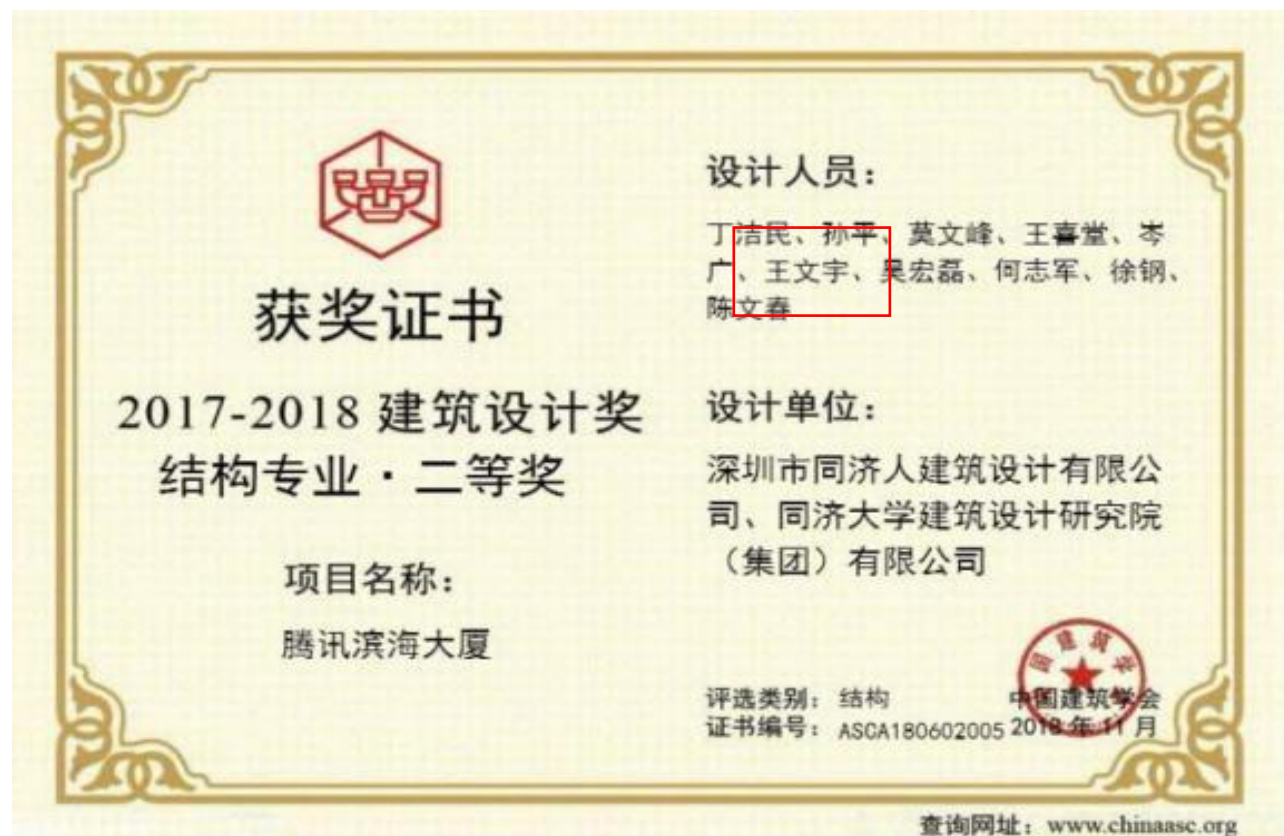 获奖证书
2017-2018 建筑设计奖
结构专业·二等奖
项目名称：
腾讯滨海大厦
设计人员：
丁洁民、孙平、莫文峰、王喜堂、岑
广、王文宇、吴宏磊、何志军、徐钢、
陈文春
设计单位：
深圳市同济人建筑设计有限公
司、同济大学建筑设计研究院
（集团）有限公司
评选类别：结构
中国建筑学会
证书编号：ASCA180602005
2018 年 11 月
查询网址：www.chinaasc.org